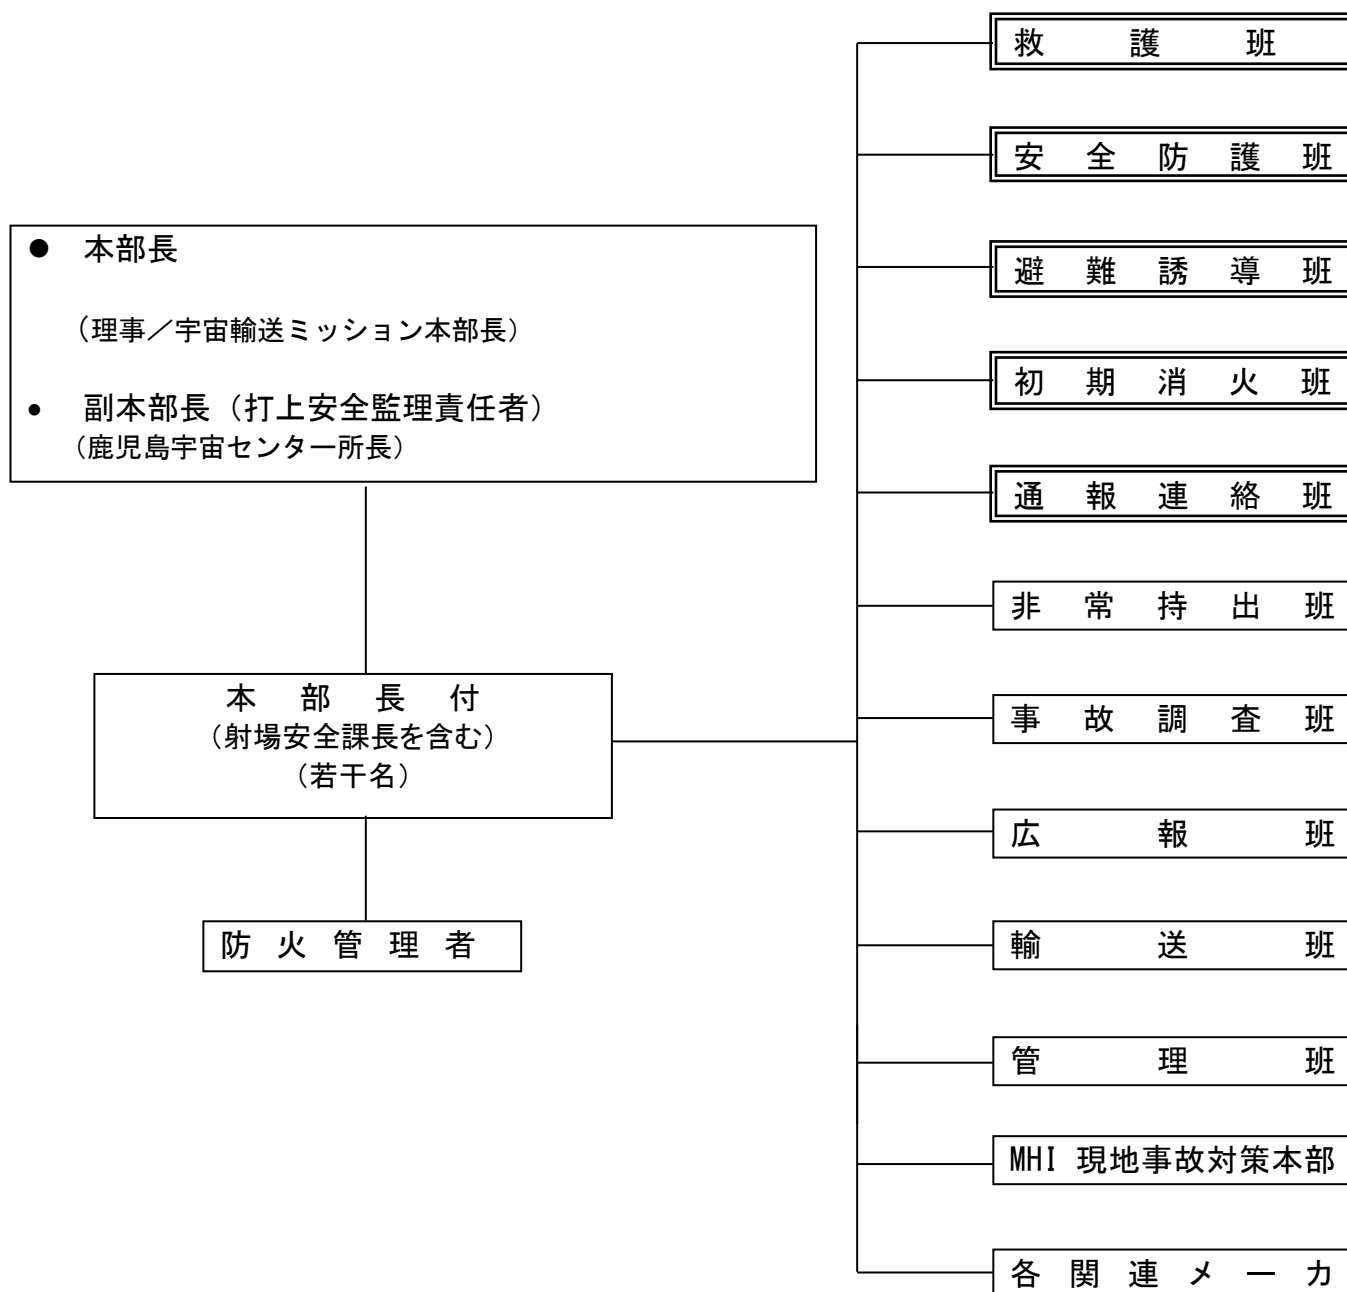 ● 本部長
（理事／宇宙輸送ミッション本部長）
• 副本部長（打上安全監理責任者）
（鹿児島宇宙センター所長）
本部長付
（射場安全課長を含む）
（若干名）
防火管理者
救護班
安全防護班
避難誘導班
初期消火班
通報連絡班
非常持出班
事故調査班
広報班
輸送班
管理班
MHI 現地事故対策本部
各関連メーカ